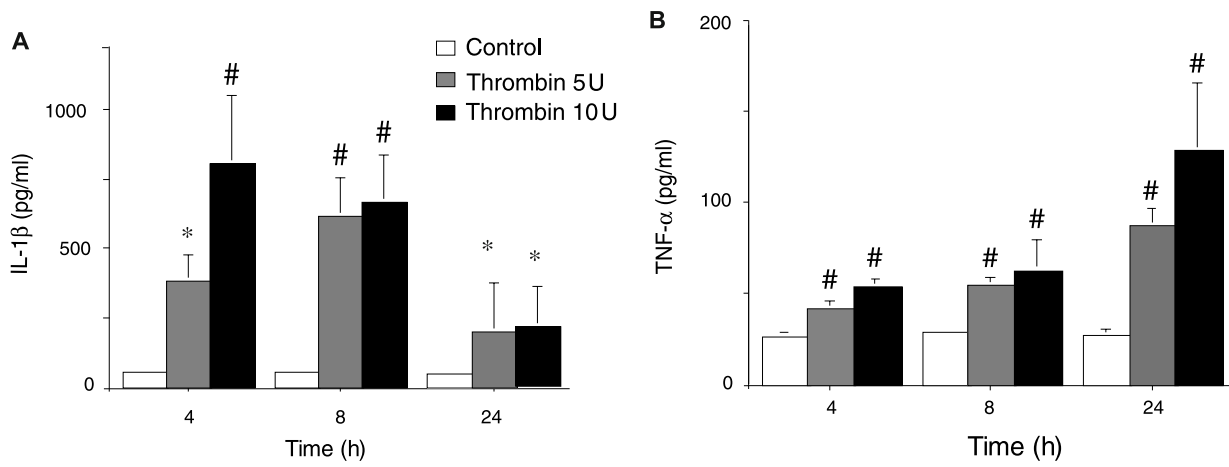 A
IL-1β (pg/ml)
1000
500
0
#
*
#
#
*
*
Control
Thrombin 5U
Thrombin 10U
4 8 24
Time (h)
B
TNF-α (pg/ml)
200
100
50
0
#
#
#
#
#
#
4 8 24
Time (h)